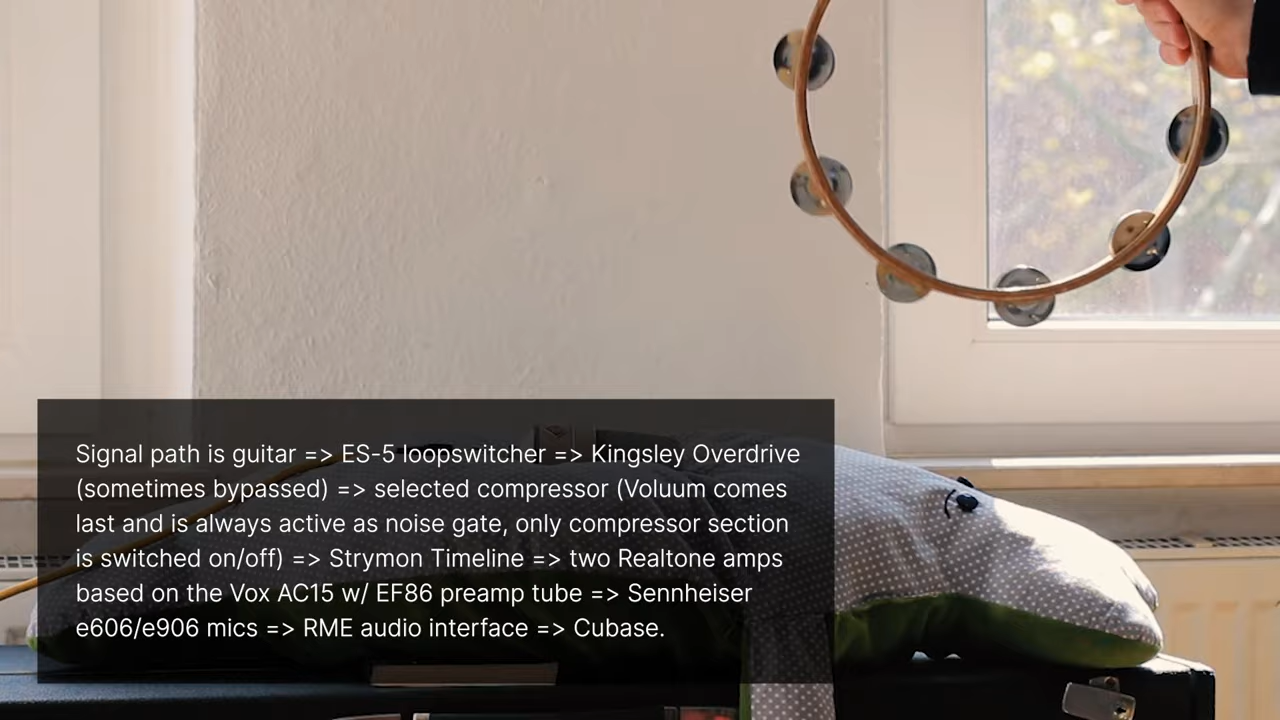 Signal path is guitar => ES-5 loopswitcher => Kingsley Overdrive
(sometimes bypassed) => selected compressor (Voluum comes
last and is always active as noise gate, only compressor section
is switched on/off) => Strymon Timeline => two Realtone amps
based on the Vox AC15 w/ EF86 preamp tube => Sennheiser
e606/e906 mics => RME audio interface => Cubase.